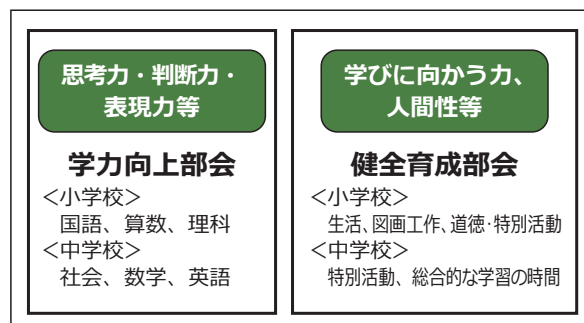 思考力・判断力・
表現力等
学力向上部会
＜小学校＞
国語、算数、理科
＜中学校＞
社会、数学、英語
学びに向かう力、
人間性等
健全育成部会
＜小学校＞
生活、図画工作、道徳・特別活動
＜中学校＞
特別活動、総合的な学習の時間